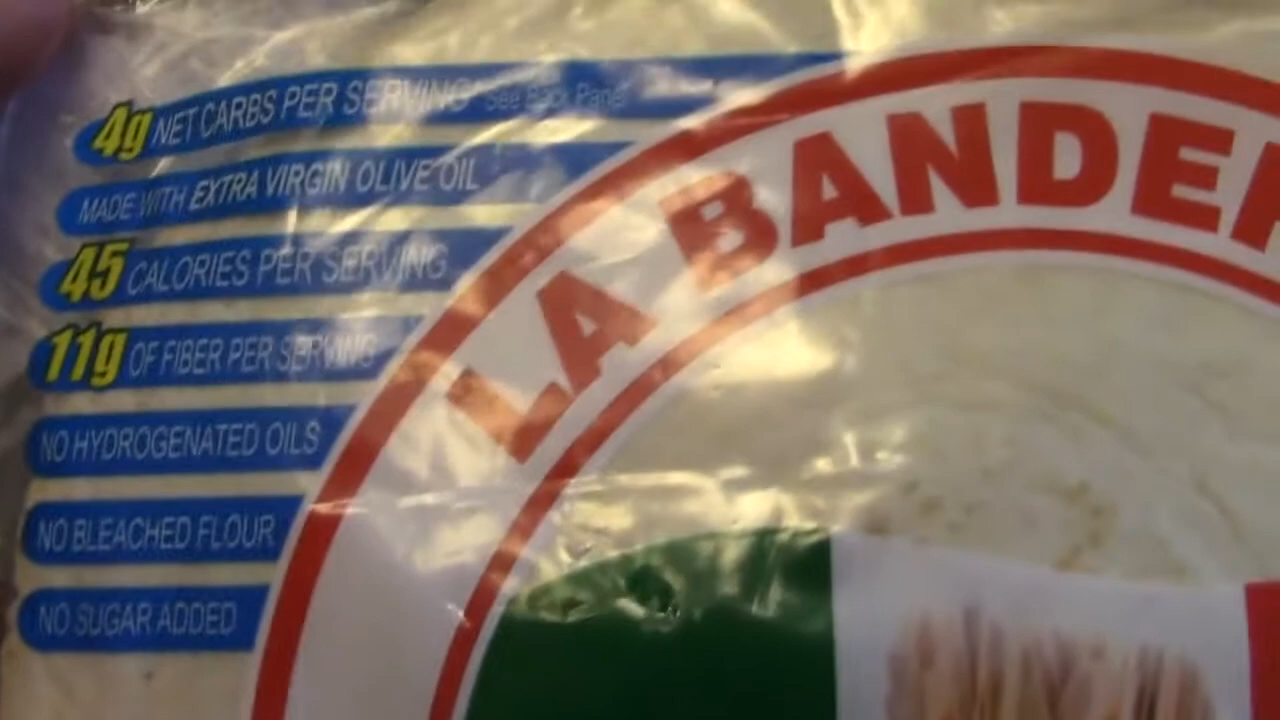 4g NET CARBS PER SERVING* See Back Panel
MADE WITH EXTRA VIRGIN OLIVE OIL
45 CALORIES PER SERVING
11g OF FIBER PER SERVING
NO HYDROGENATED OILS
NO BLEACHED FLOUR
NO SUGAR ADDED
LA BANDE